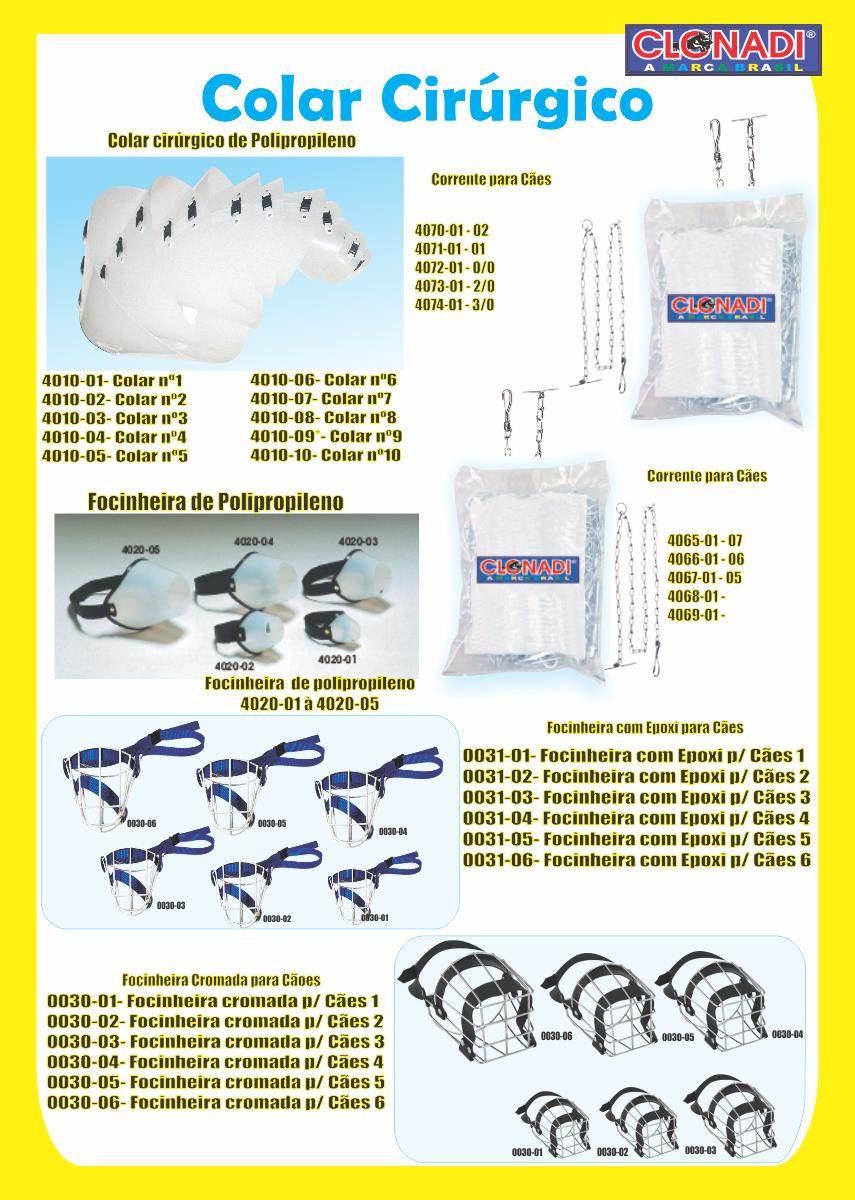 CLONADI®
A MARCA BRASIL
Colar Cirúrgico
Colar cirúrgico de Polipropileno
Corrente para Cães
4070-01 - 02
4071-01 - 01
4072-01 - 0/0
4073-01 - 2/0
4074-01 - 3/0
CLONADI®
A MARCA BRASIL
4010-01- Colar nº1
4010-02- Colar nº2
4010-03- Colar nº3
4010-04- Colar nº4
4010-05- Colar nº5
4010-06- Colar nº6
4010-07- Colar nº7
4010-08- Colar nº8
4010-09*- Colar nº9
4010-10- Colar nº10
Corrente para Cães
4065-01 - 07
4066-01 - 06
4067-01 - 05
4068-01 -
4069-01 -
CLONADI®
A MARCA BRASIL
Focinheira de Polipropileno
4020-05
4020-04
4020-03
4020-02
4020-01
Focinheira de polipropileno
4020-01 à 4020-05
0030-06
0030-05
0030-04
0030-03
0030-02
0030-01
Focinheira com Epoxi para Cães
0031-01- Focinheira com Epoxi p/ Cães 1
0031-02- Focinheira com Epoxi p/ Cães 2
0031-03- Focinheira com Epoxi p/ Cães 3
0031-04- Focinheira com Epoxi p/ Cães 4
0031-05- Focinheira com Epoxi p/ Cães 5
0031-06- Focinheira com Epoxi p/ Cães 6
Focinheira Cromada para Cãoes
0030-01- Focinheira cromada p/ Cães 1
0030-02- Focinheira cromada p/ Cães 2
0030-03- Focinheira cromada p/ Cães 3
0030-04- Focinheira cromada p/ Cães 4
0030-05- Focinheira cromada p/ Cães 5
0030-06- Focinheira cromada p/ Cães 6
0030-06
0030-05
0030-04
0030-01
0030-02
0030-03